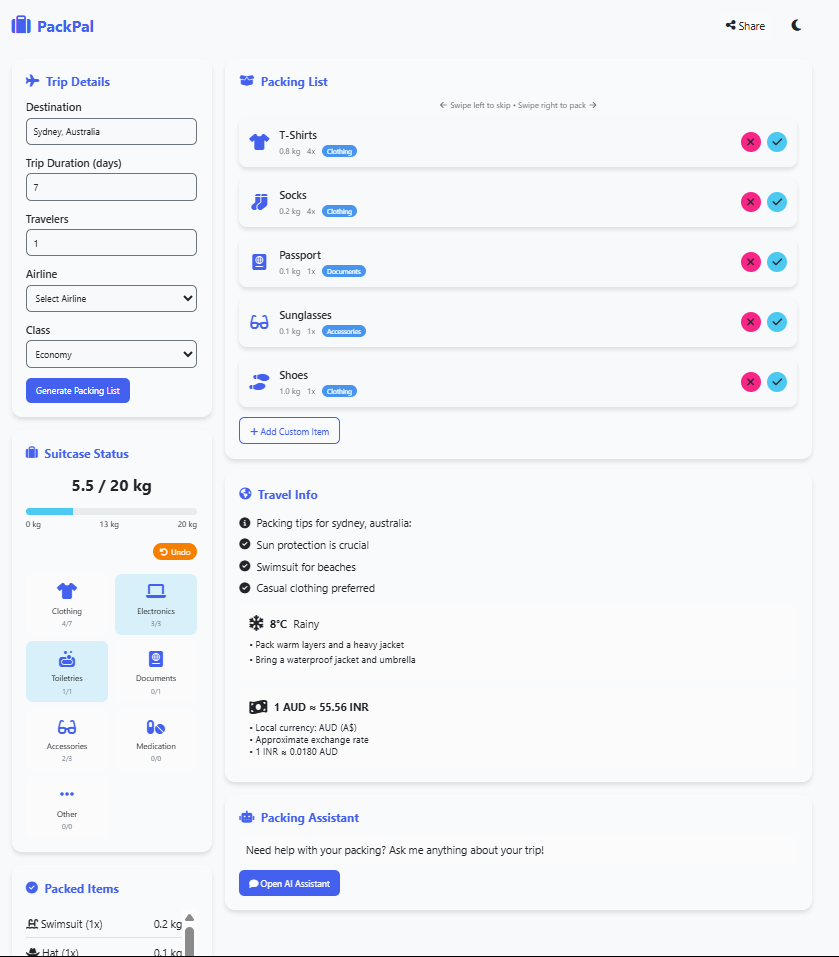 PackPal
Share
Trip Details
Destination
Sydney, Australia
Trip Duration (days)
7
Travelers
1
Airline
Select Airline
Class
Economy
Generate Packing List
Suitcase Status
5.5 / 20 kg
0 kg 13 kg 20 kg
Undo
Clothing
4/7
Electronics
3/3
Toiletries
1/1
Documents
0/1
Accessories
2/3
Medication
0/0
Other
0/0
Packed Items
Swimsuit (1x) 0.2 kg
Hat (1x) 0.1 kg
Packing List
← Swipe left to skip • Swipe right to pack →
T-Shirts
0.8 kg 4x Clothing
Socks
0.2 kg 4x Clothing
Passport
0.1 kg 1x Documents
Sunglasses
0.1 kg 1x Accessories
Shoes
1.0 kg 1x Clothing
+ Add Custom Item
Travel Info
Packing tips for sydney, australia:
Sun protection is crucial
Swimsuit for beaches
Casual clothing preferred
8°C Rainy
• Pack warm layers and a heavy jacket
• Bring a waterproof jacket and umbrella
1 AUD ≈ 55.56 INR
• Local currency: AUD (A$)
• Approximate exchange rate
• 1 INR ≈ 0.0180 AUD
Packing Assistant
Need help with your packing? Ask me anything about your trip!
Open AI Assistant